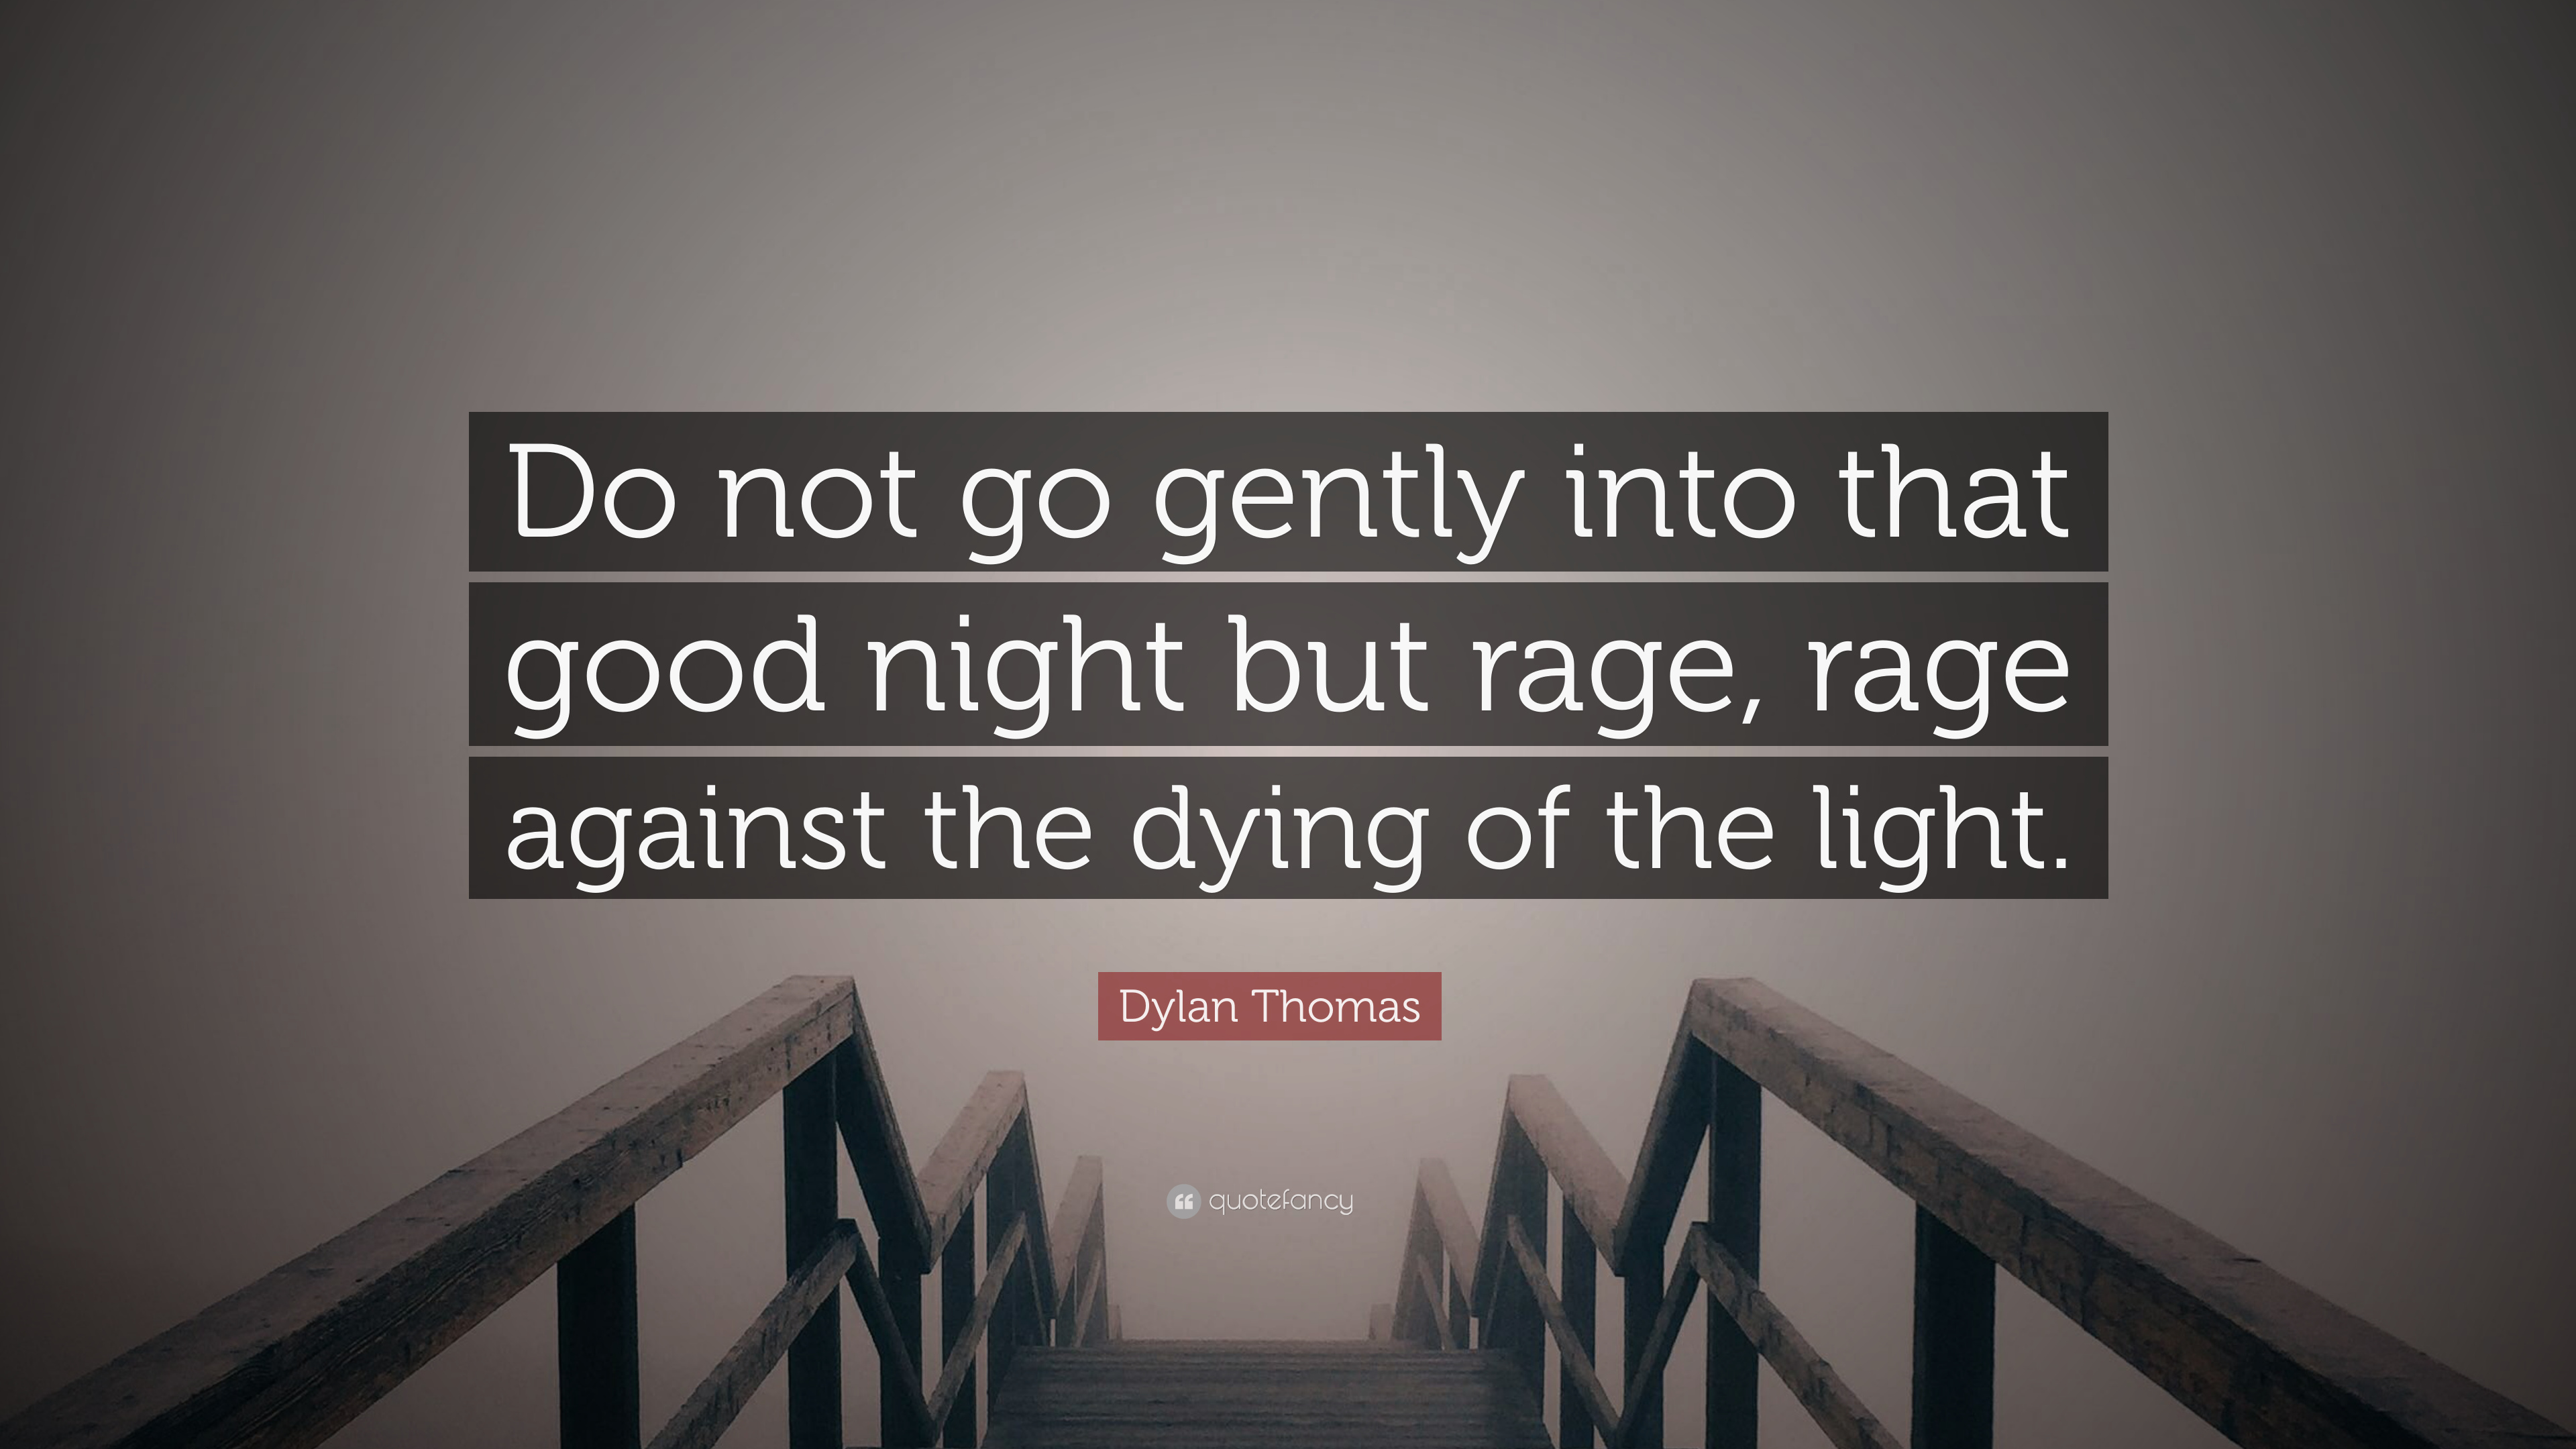 Do not go gently into that
good night but rage, rage
against the dying of the light.
Dylan Thomas
quotefancy